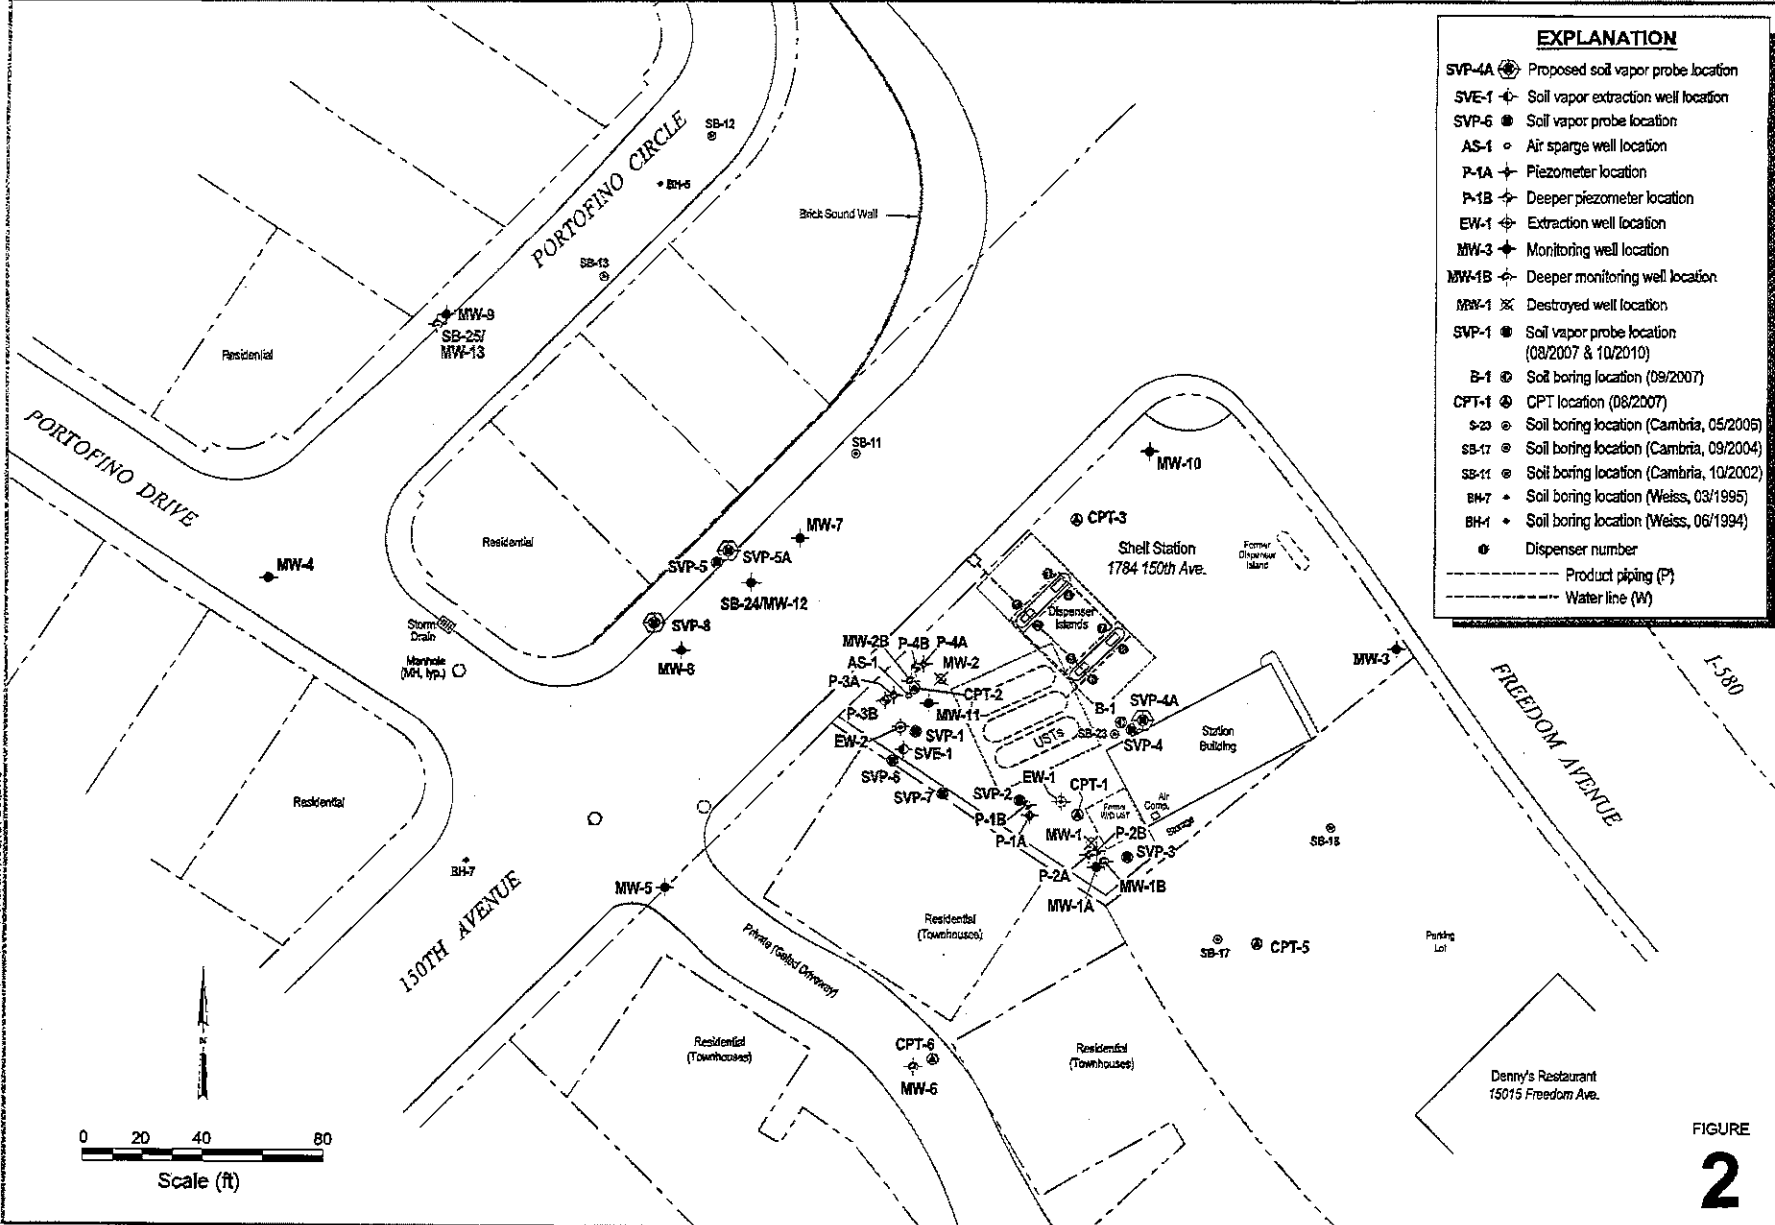 EXPLANATION
SVP-4A Proposed soil vapor probe location
SVE-1 Soil vapor extraction well location
SVP-6 Soil vapor probe location
AS-1 Air sparge well location
P-1A Piezometer location
P-1B Deeper piezometer location
EW-1 Extraction well location
MW-3 Monitoring well location
MW-1B Deeper monitoring well location
MW-1 Destroyed well location
SVP-1 Soil vapor probe location
(08/2007 & 10/2010)
B-1 Soil boring location (09/2007)
CPT-1 CPT location (08/2007)
S-23 Soil boring location (Cambria, 05/2006)
SB-17 Soil boring location (Cambria, 09/2004)
SB-11 Soil boring location (Cambria, 10/2002)
BH-7 Soil boring location (Weiss, 03/1995)
BH-1 Soil boring location (Weiss, 06/1994)
Dispenser number
Product piping (P)
Water line (W)
SB-12
PORTOFINO CIRCLE
Brick Sound Wall
SB-13
MW-9
SB-25/
MW-13
Residential
PORTOFINO DRIVE
SB-11
MW-10
CPT-3
MW-7
Residential
Shell Station
1784 150th Ave.
Former
Dispenser
Island
SVP-5
SVP-5A
MW-4
SB-24/MW-12
Dispenser
Islands
Storm
Drain
SVP-8
Manhole
(MH, typ.)
MW-8
MW-2B
P-4B
P-4A
AS-1
MW-2
P-3A
CPT-2
P-3B
MW-11
MW-3
FREEDOM AVENUE
I-580
B-1
SVP-4A
SB-23
SVP-4
Station
Building
USTs
EW-2
SVP-1
SVE-1
SVP-6
SVP-7
SVP-2
EW-1
CPT-1
Air
Comp.
Storage
P-1B
P-1A
MW-1
P-2B
SVP-3
SB-18
P-2A
MW-1B
MW-1A
Residential
BH-7
MW-5
150TH AVENUE
Private (Gated Driveway)
Residential
(Townhouses)
SB-17
CPT-5
Parking
Lot
Residential
(Townhouses)
CPT-6
MW-6
Residential
(Townhouses)
Denny's Restaurant
15015 Freedom Ave.
0 20 40 80
Scale (ft)
FIGURE
2